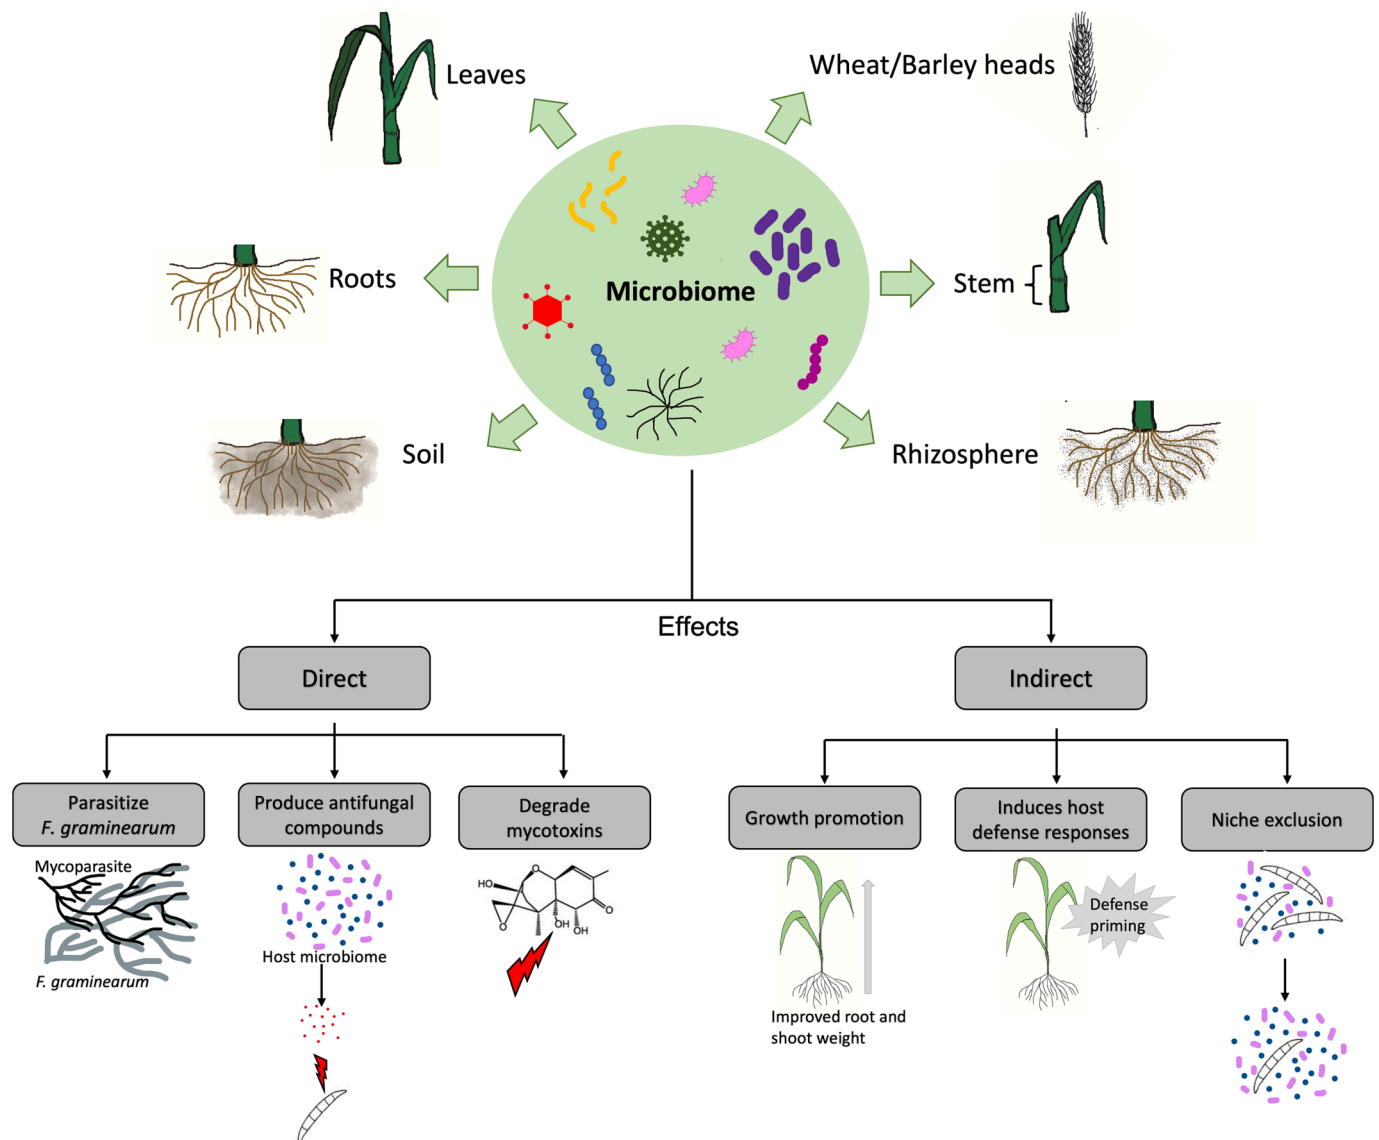 Leaves
Wheat/Barley heads
Roots
Microbiome
Stem
Soil
Rhizosphere
Effects
Direct
Indirect
Parasitize
F. graminearum
Produce antifungal
compounds
Degrade
mycotoxins
Growth promotion
Induces host
defense responses
Niche exclusion
Mycoparasite
F. graminearum
Host microbiome
HO
O
O
O
OH
OH
Improved root and
shoot weight
Defense
priming